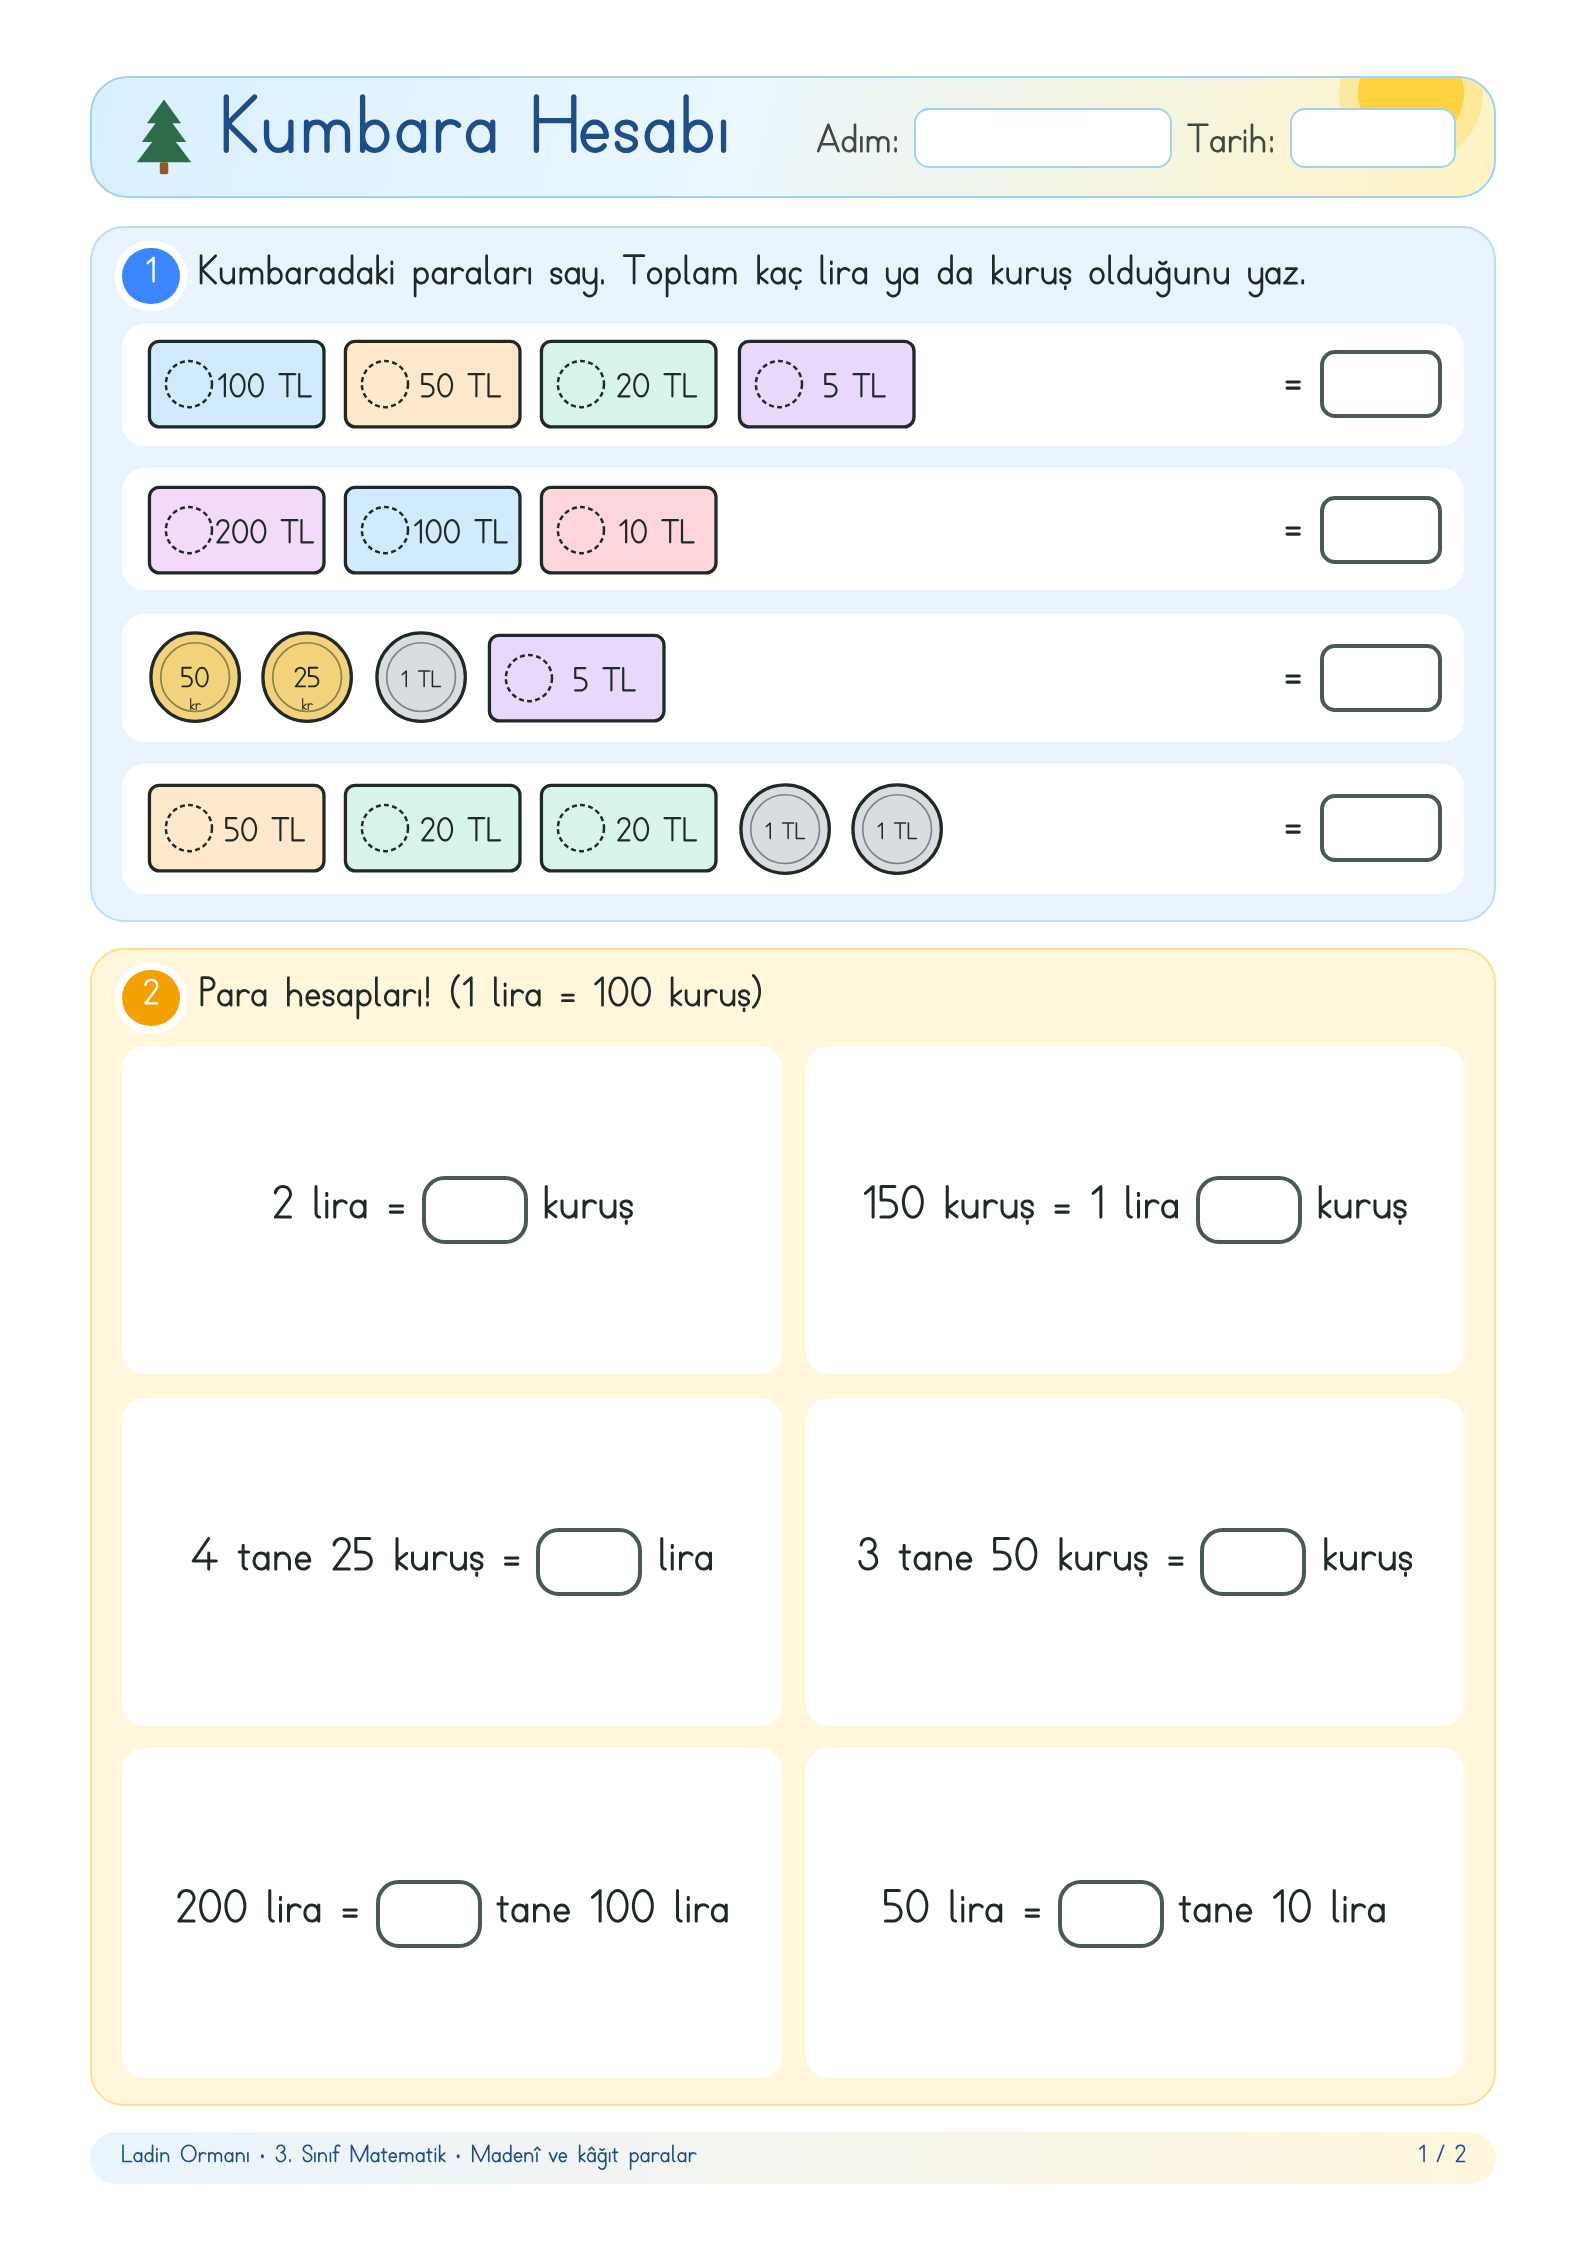 Kumbara Hesabı
Adım: Tarih:
1 Kumbaradaki paraları say. Toplam kaç lira ya da kuruş olduğunu yaz.
100 TL 50 TL 20 TL 5 TL =
200 TL 100 TL 10 TL =
50 kr 25 kr 1 TL 5 TL =
50 TL 20 TL 20 TL 1 TL 1 TL =
2 Para hesapları! (1 lira = 100 kuruş)
2 lira = kuruş
150 kuruş = 1 lira kuruş
4 tane 25 kuruş = lira
3 tane 50 kuruş = kuruş
200 lira = tane 100 lira
50 lira = tane 10 lira
Ladin Ormanı • 3. Sınıf Matematik • Madenî ve kâğıt paralar 1 / 2